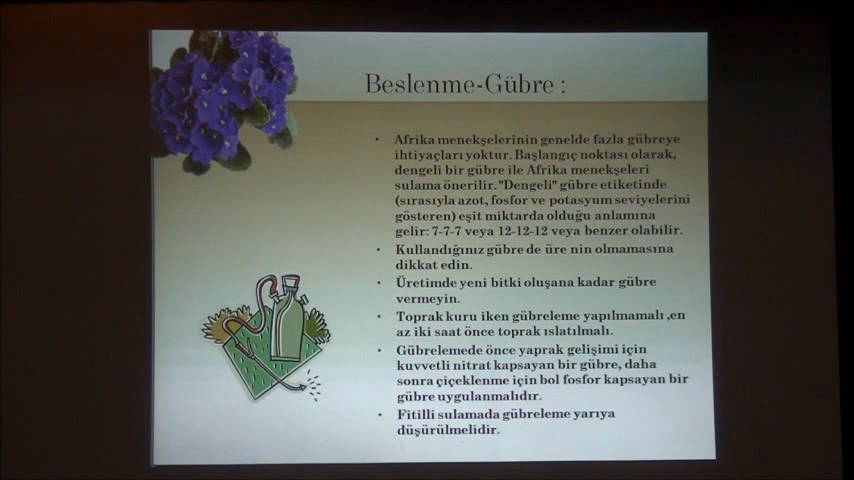 Beslenme-Gübre :
• Afrika menekşelerinin genelde fazla gübreye
ihtiyaçları yoktur. Başlangıç noktası olarak,
dengeli bir gübre ile Afrika menekşeleri
sulama önerilir. "Dengeli" gübre etiketinde
(sırasıyla azot, fosfor ve potasyum seviyelerini
gösteren) eşit miktarda olduğu anlamına
gelir: 7-7-7 veya 12-12-12 veya benzer olabilir.
• Kullandığınız gübre de üre nin olmamasına
dikkat edin.
• Üretimde yeni bitki oluşana kadar gübre
vermeyin.
• Toprak kuru iken gübreleme yapılmamalı ,en
az iki saat önce toprak ıslatılmalı.
• Gübrelemede önce yaprak gelişimi için
kuvvetli nitrat kapsayan bir gübre, daha
sonra çiçeklenme için bol fosfor kapsayan bir
gübre uygulanmalıdır.
• Fitilli sulamada gübreleme yarıya
düşürülmelidir.